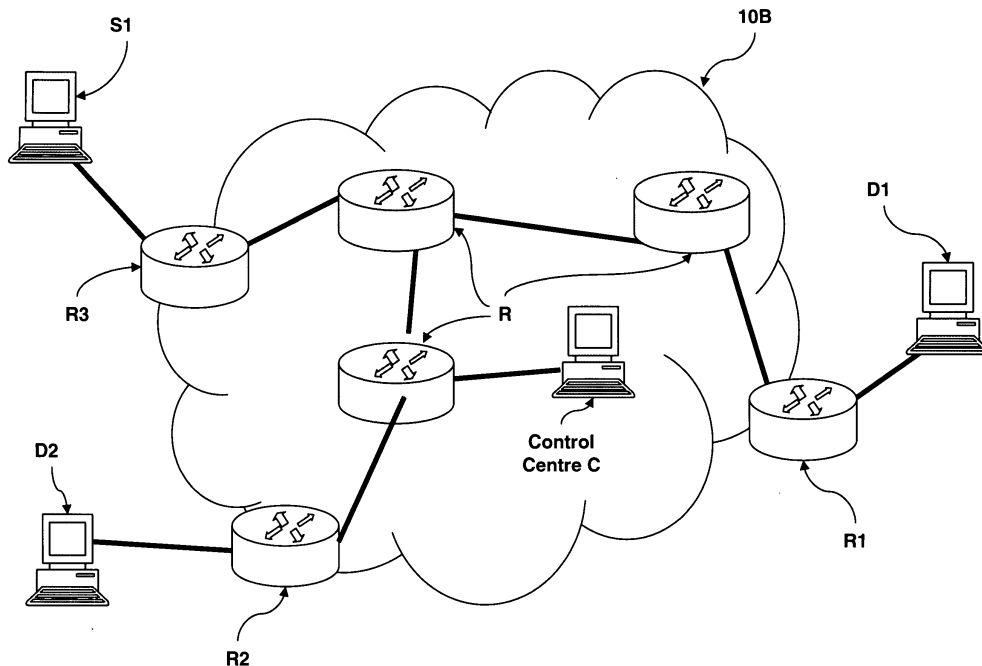 10B
S1
D1
R3
R
Control
Centre C
D2
R1
R2